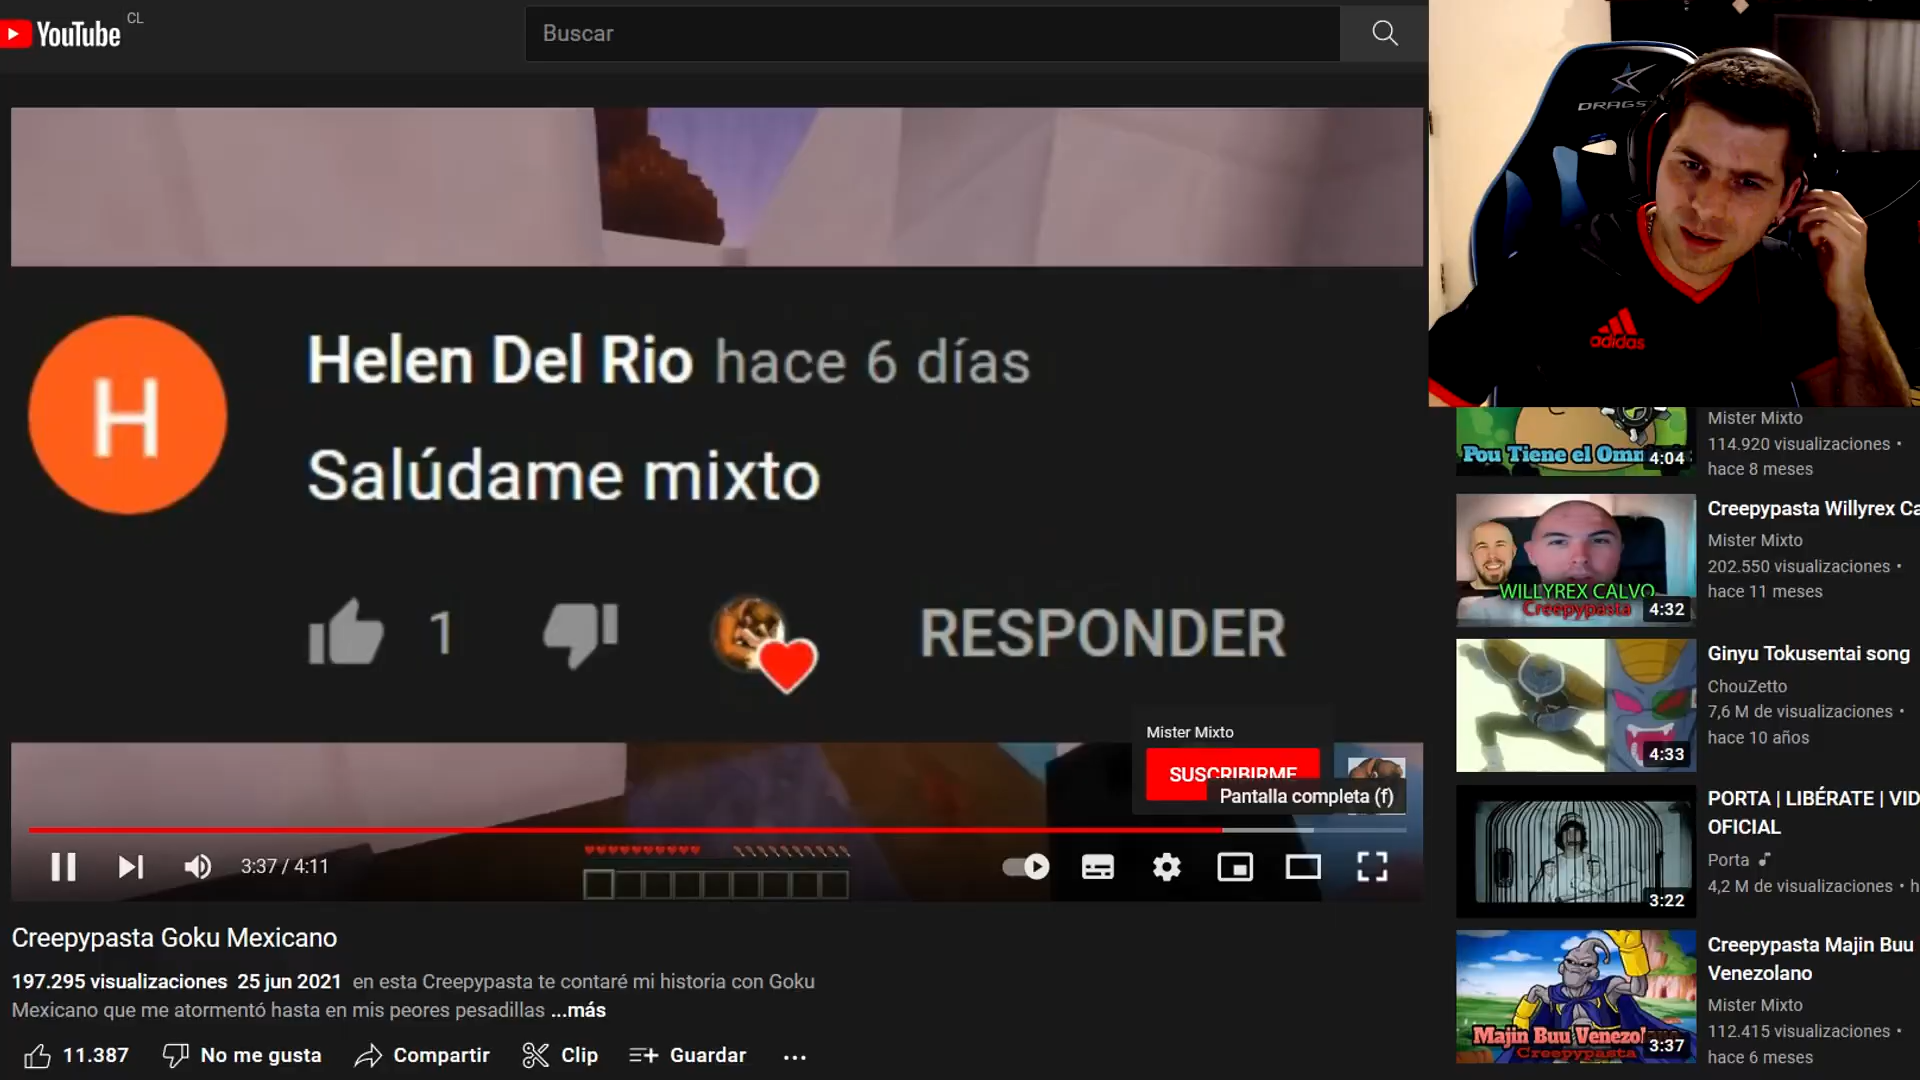 YouTube CL
Buscar
DRAGS
adidas
Helen Del Rio hace 6 días
Salúdame mixto
1
RESPONDER
Mister Mixto
SUSCRIBIRME
Pantalla completa (f)
3:37 / 4:11
Creepypasta Goku Mexicano
197.295 visualizaciones 25 jun 2021 en esta Creepypasta te contaré mi historia con Goku
Mexicano que me atormentó hasta en mis peores pesadillas ...más
11.387
No me gusta
Compartir
Clip
Guardar
Pou Tiene el Omn
4:04
Mister Mixto
114.920 visualizaciones •
hace 8 meses
WILLYREX CALVO
Creepypasta
4:32
Creepypasta Willyrex Ca
Mister Mixto
202.550 visualizaciones •
hace 11 meses
4:33
Ginyu Tokusentai song
ChouZetto
7,6 M de visualizaciones •
hace 10 años
3:22
PORTA | LIBÉRATE | VID
OFICIAL
Porta
4,2 M de visualizaciones • h
Majin Buu Venezol
Creepypasta
3:37
Creepypasta Majin Buu
Venezolano
Mister Mixto
112.415 visualizaciones •
hace 6 meses